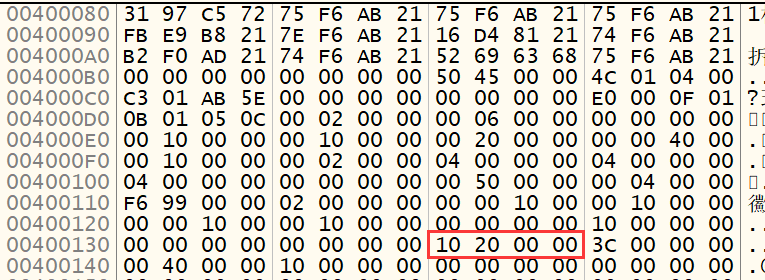 00400080 31 97 C5 72 75 F6 AB 21 75 F6 AB 21 75 F6 AB 21 1
00400090 FB E9 B8 21 7E F6 AB 21 16 D4 81 21 74 F6 AB 21
004000A0 B2 F0 AD 21 74 F6 AB 21 52 69 63 68 75 F6 AB 21 折
004000B0 00 00 00 00 00 00 00 00 50 45 00 00 4C 01 04 00 ..
004000C0 C3 01 AB 5E 00 00 00 00 00 00 00 00 E0 00 0F 01 ?
004000D0 0B 01 05 0C 00 02 00 00 00 06 00 00 00 00 00 00
004000E0 00 10 00 00 00 10 00 00 00 20 00 00 00 00 40 00 .
004000F0 00 10 00 00 00 02 00 00 04 00 00 00 04 00 00 00 .
00400100 04 00 00 00 00 00 00 00 00 50 00 00 00 04 00 00 .
00400110 F6 99 00 00 02 00 00 00 00 00 10 00 00 10 00 00
00400120 00 00 10 00 00 10 00 00 00 00 00 00 10 00 00 00 ..
00400130 00 00 00 00 00 00 00 00 10 20 00 00 3C 00 00 00 ..
00 40 00 00 00 10 00 00 00 00 00 00 00 00 00 00